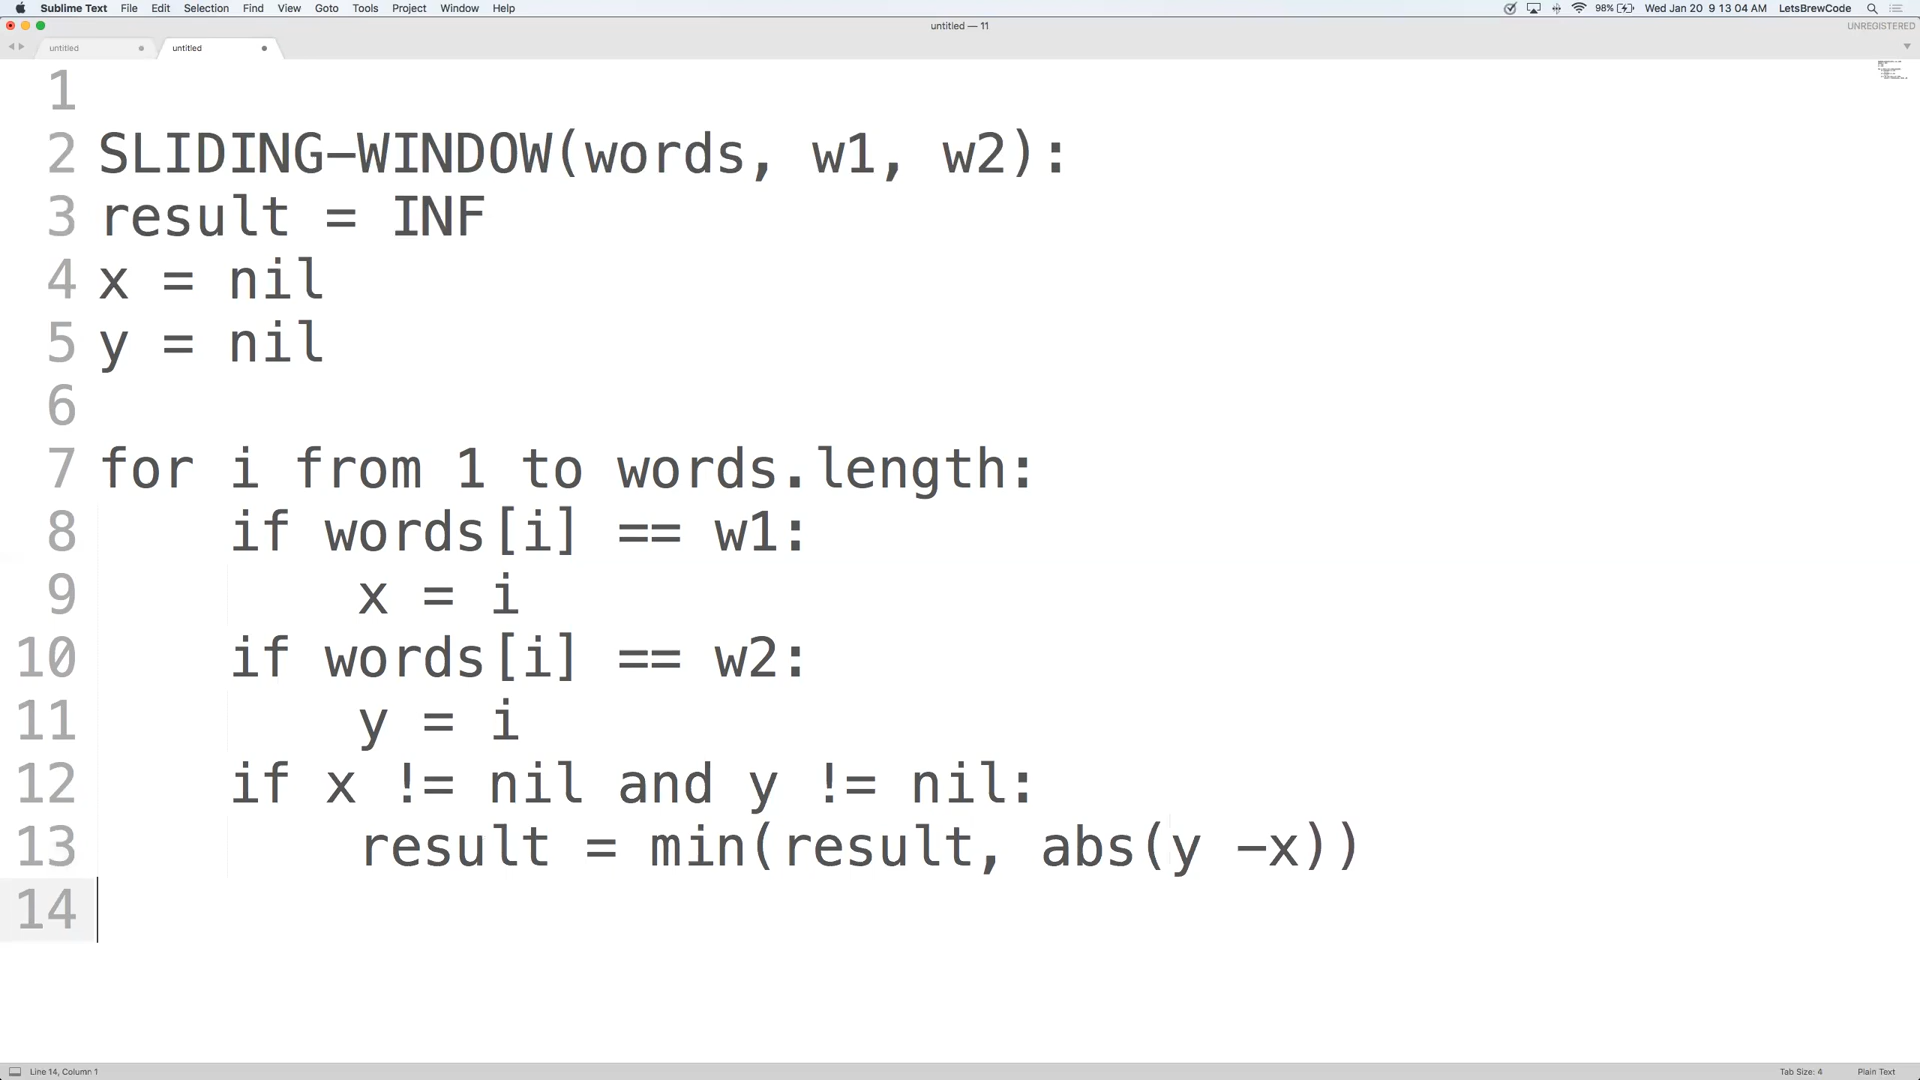 Sublime Text File Edit Selection Find View Goto Tools Project Window Help 98% Wed Jan 20 9 13 04 AM LetsBrewCode
untitled — 11 UNREGISTERED
untitled untitled
1
2 SLIDING-WINDOW(words, w1, w2):
3 result = INF
4 x = nil
5 y = nil
6
7 for i from 1 to words.length:
8 if words[i] == w1:
9 x = i
10 if words[i] == w2:
11 y = i
12 if x != nil and y != nil:
13 result = min(result, abs(y -x))
14
Line 14, Column 1 Tab Size: 4 Plain Text